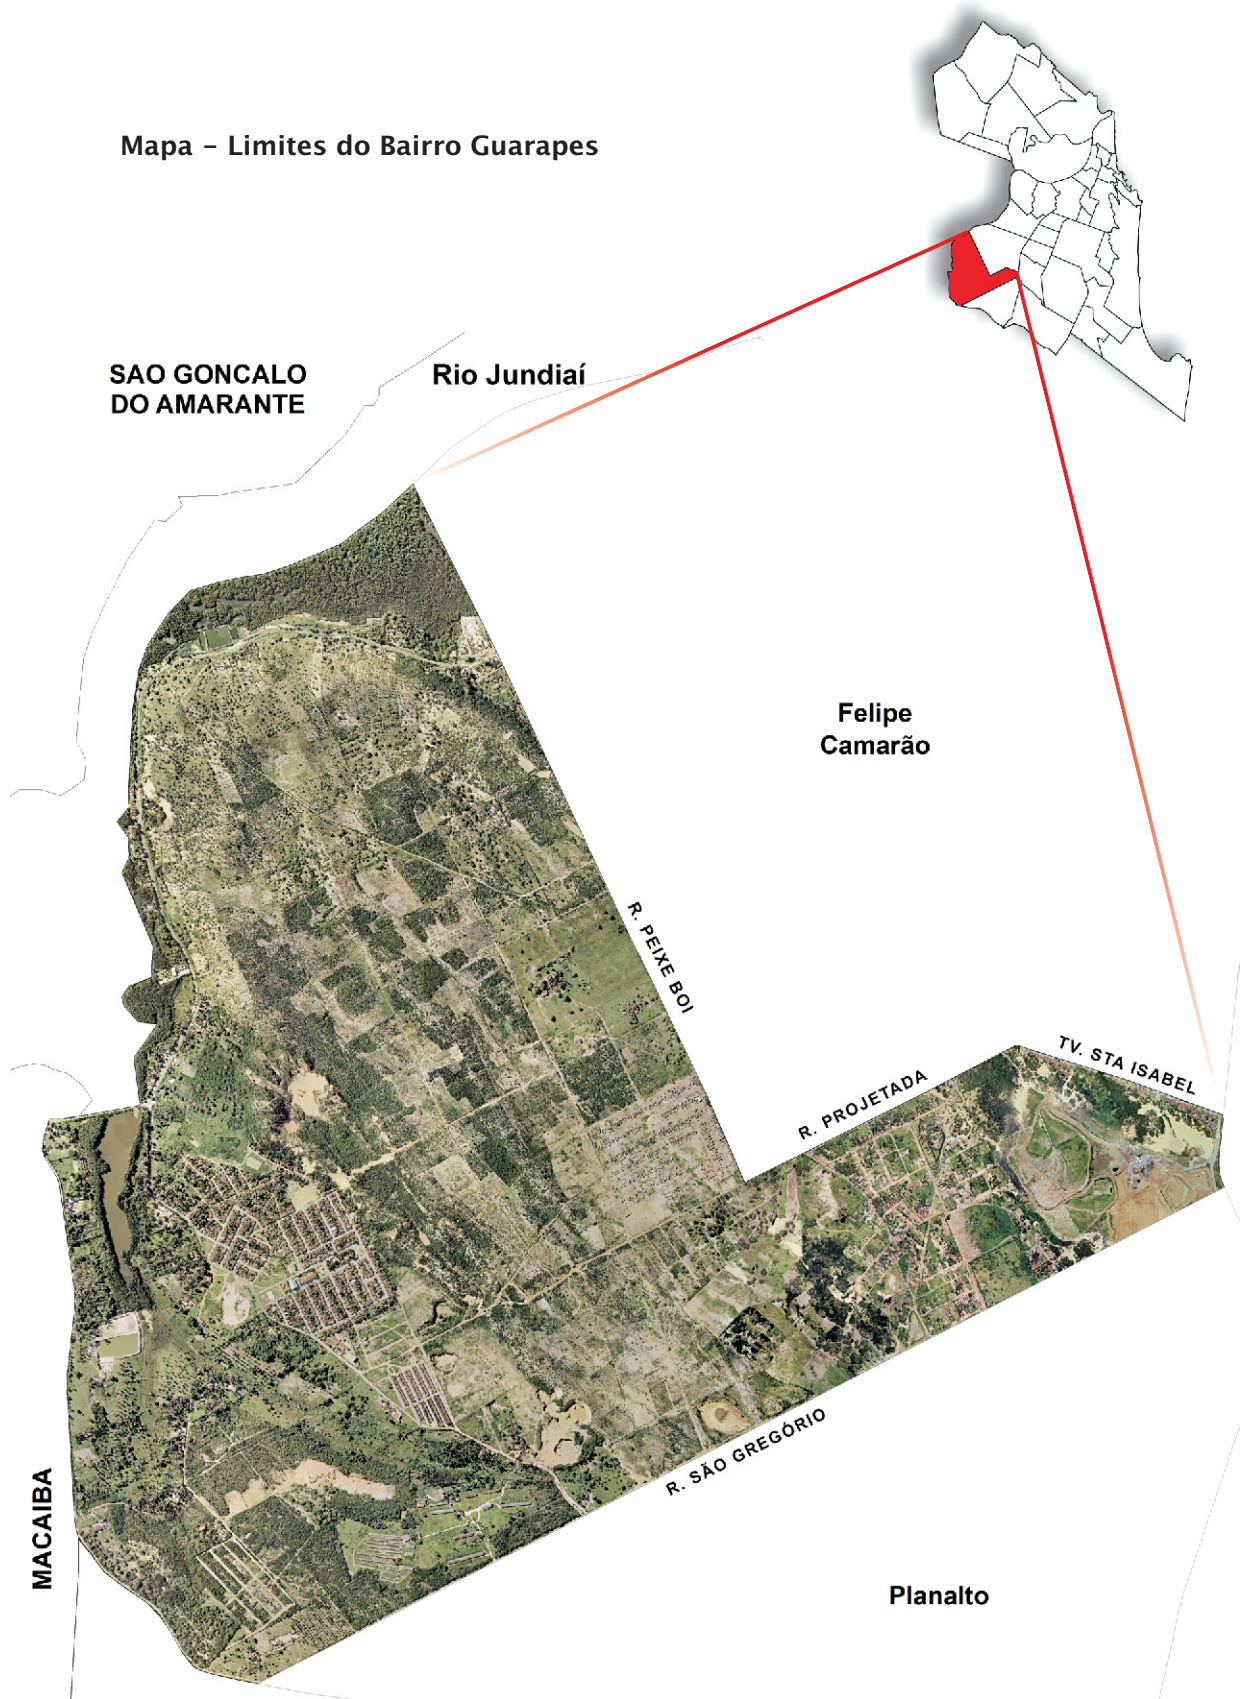 Mapa – Limites do Bairro Guarapes
SAO GONCALO
DO AMARANTE
Rio Jundiaí
Felipe
Camarão
R. PEIXE BOI
R. PROJETADA
TV. STA ISABEL
R. SÃO GREGÓRIO
MACAIBA
Planalto